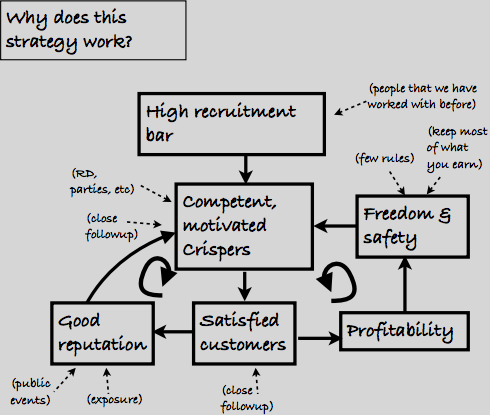 Why does this
strategy work?
(people that we have
worked with before)
High recruitment
bar
(keep most
of what
you earn)
(few rules)
(RD,
parties, etc)
Competent,
motivated
Crispers
(close
followup)
Freedom &
safety
Good
reputation
Satisfied
customers
Profitability
(public
events)
(exposure)
(close
followup)